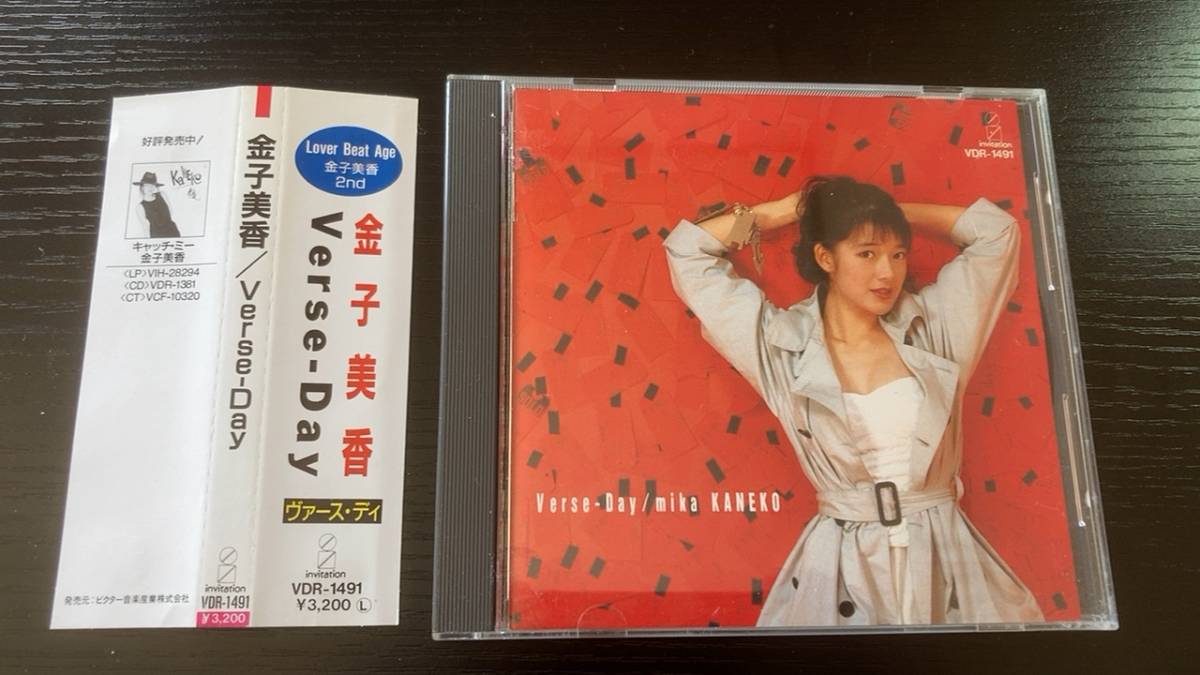 好評発売中/
Kaneko
キャッチ・ミー
金子美香
〈LP〉VIH-28294
〈CD〉VDR-1381
〈CT〉VCF-10320
発売元:ビクター音楽産業株式会社
金子美香/Verse-Day
invitation
VDR-1491
¥3,200
Lover Beat Age
金子美香
2nd
金子美香
Verse-Day
ヴァース・ディ
invitation
VDR-1491
¥3,200 Ⓛ
invitation
VDR-1491
Verse-Day/mika KANEKO